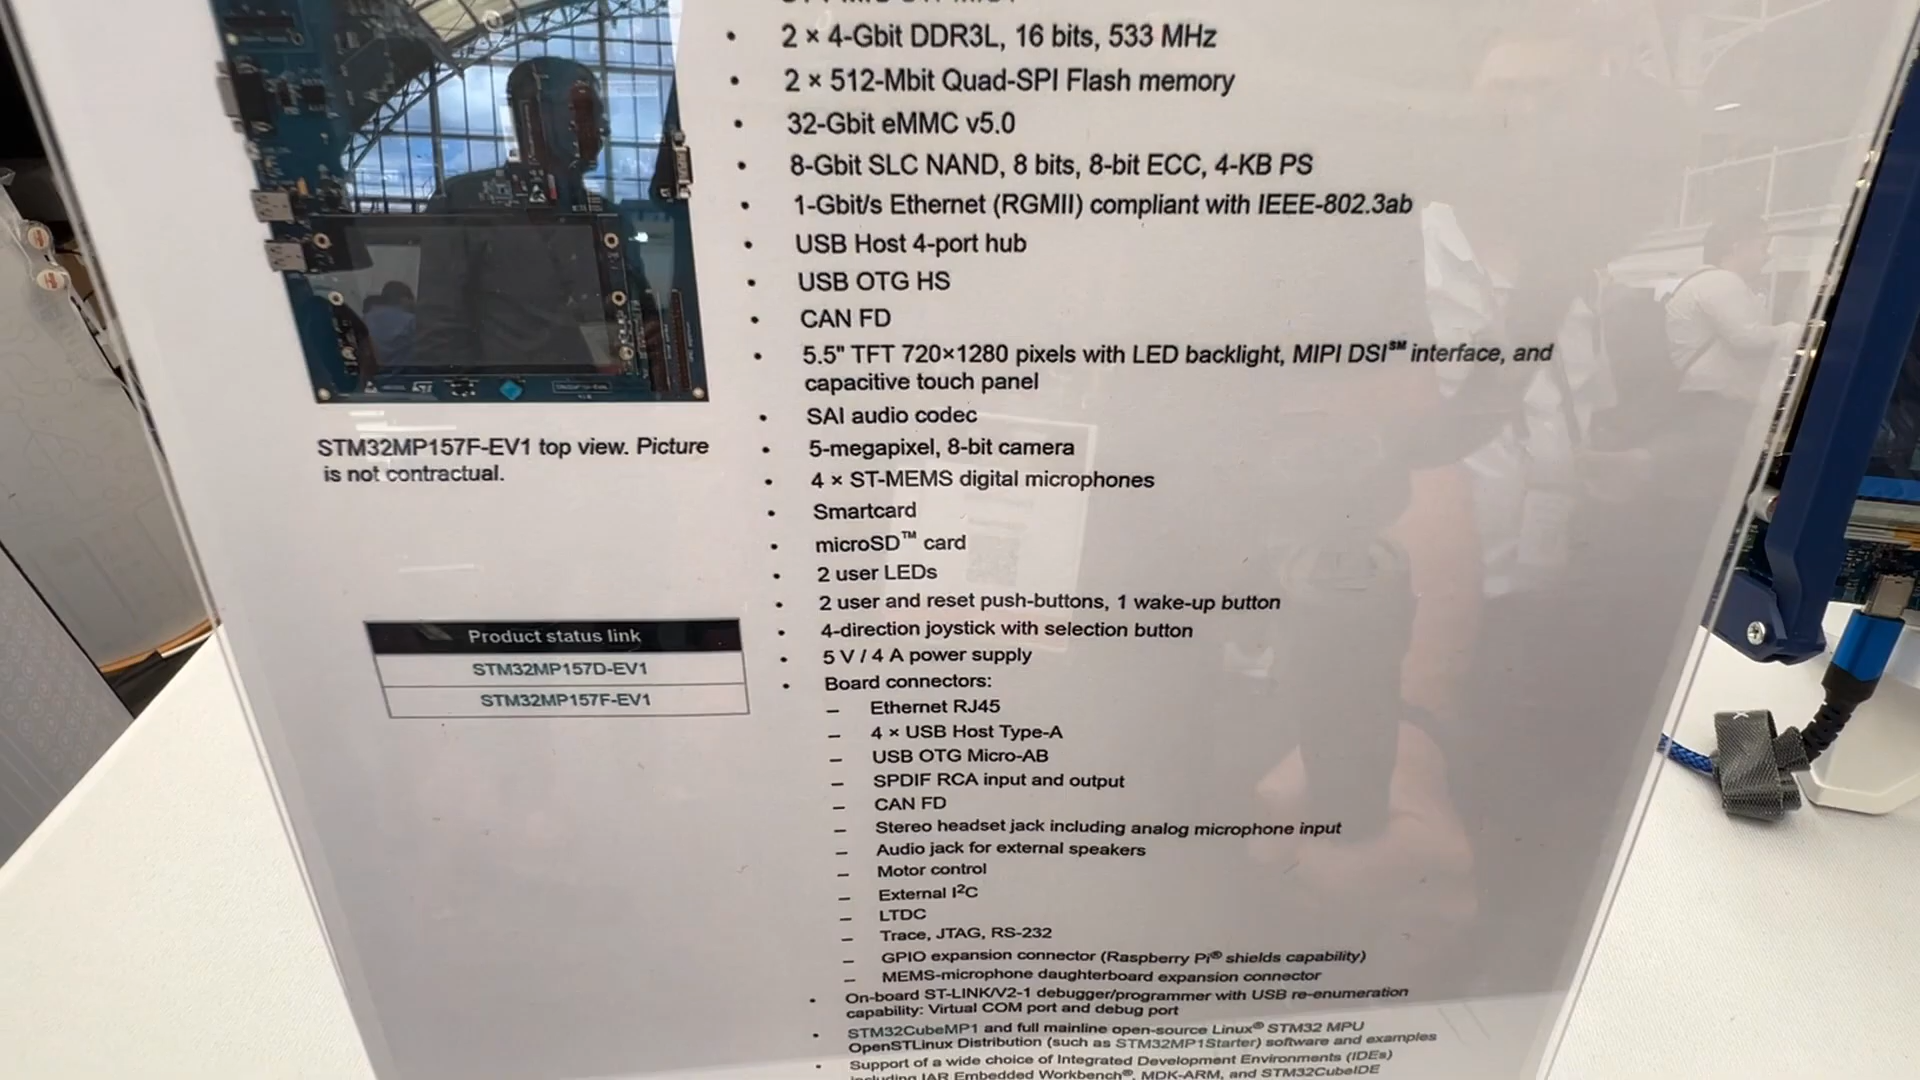 • 2 × 4-Gbit DDR3L, 16 bits, 533 MHz
• 2 × 512-Mbit Quad-SPI Flash memory
• 32-Gbit eMMC v5.0
• 8-Gbit SLC NAND, 8 bits, 8-bit ECC, 4-KB PS
• 1-Gbit/s Ethernet (RGMII) compliant with IEEE-802.3ab
• USB Host 4-port hub
• USB OTG HS
• CAN FD
• 5.5" TFT 720×1280 pixels with LED backlight, MIPI DSI℠ interface, and
capacitive touch panel
• SAI audio codec
• 5-megapixel, 8-bit camera
• 4 × ST-MEMS digital microphones
• Smartcard
• microSD™ card
• 2 user LEDs
• 2 user and reset push-buttons, 1 wake-up button
• 4-direction joystick with selection button
• 5 V / 4 A power supply
• Board connectors:
– Ethernet RJ45
– 4 × USB Host Type-A
– USB OTG Micro-AB
– SPDIF RCA input and output
– CAN FD
– Stereo headset jack including analog microphone input
– Audio jack for external speakers
– Motor control
– External I²C
– LTDC
– Trace, JTAG, RS-232
– GPIO expansion connector (Raspberry Pi® shields capability)
– MEMS-microphone daughterboard expansion connector
• On-board ST-LINK/V2-1 debugger/programmer with USB re-enumeration
capability: Virtual COM port and debug port
• STM32CubeMP1 and full mainline open-source Linux® STM32 MPU
OpenSTLinux Distribution (such as STM32MP1Starter) software and examples
• Support of a wide choice of Integrated Development Environments (IDEs)
including IAR Embedded Workbench®, MDK-ARM, and STM32CubeIDE
STM32MP157F-EV1 top view. Picture
is not contractual.
Product status link
STM32MP157D-EV1
STM32MP157F-EV1